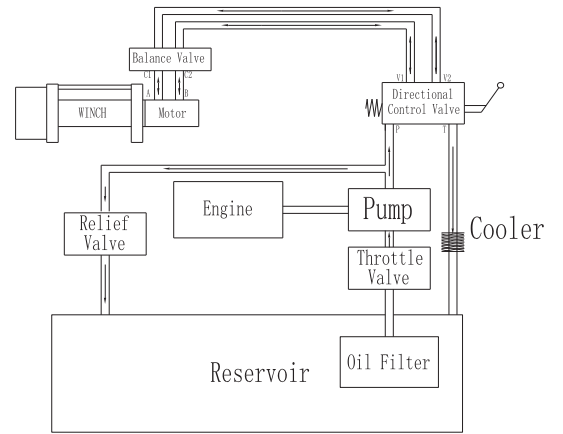 Balance Valve
C1
C2
V1
V2
A
B
WINCH
Motor
Directional
Control Valve
P
T
Engine
Pump
Relief
Valve
Cooler
Throttle
Valve
Reservoir
Oil Filter